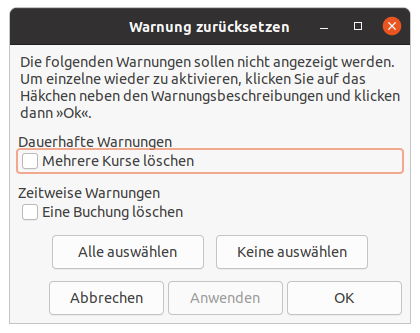 Warnung zurücksetzen
Die folgenden Warnungen sollen nicht angezeigt werden.
Um einzelne wieder zu aktivieren, klicken Sie auf das
Häkchen neben den Warnungsbeschreibungen und klicken
dann »Ok«.
Dauerhafte Warnungen
Mehrere Kurse löschen
Zeitweise Warnungen
Eine Buchung löschen
Alle auswählen
Keine auswählen
Abbrechen
Anwenden
OK